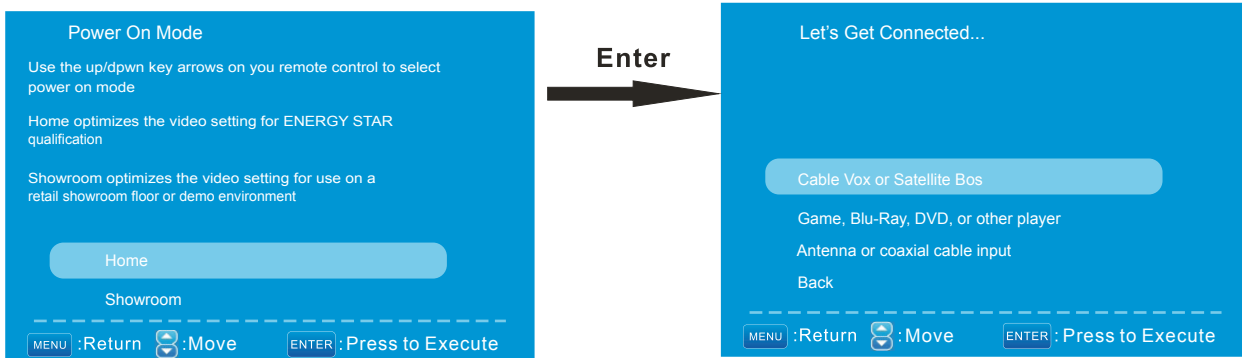 Power On Mode
Use the up/dpwn key arrows on you remote control to select
power on mode
Home optimizes the video setting for ENERGY STAR
qualification
Showroom optimizes the video setting for use on a
retail showroom floor or demo environment
Home
Showroom
MENU :Return :Move ENTER :Press to Execute
Enter
Let's Get Connected...
Cable Vox or Satellite Bos
Game, Blu-Ray, DVD, or other player
Antenna or coaxial cable input
Back
MENU :Return :Move ENTER :Press to Execute